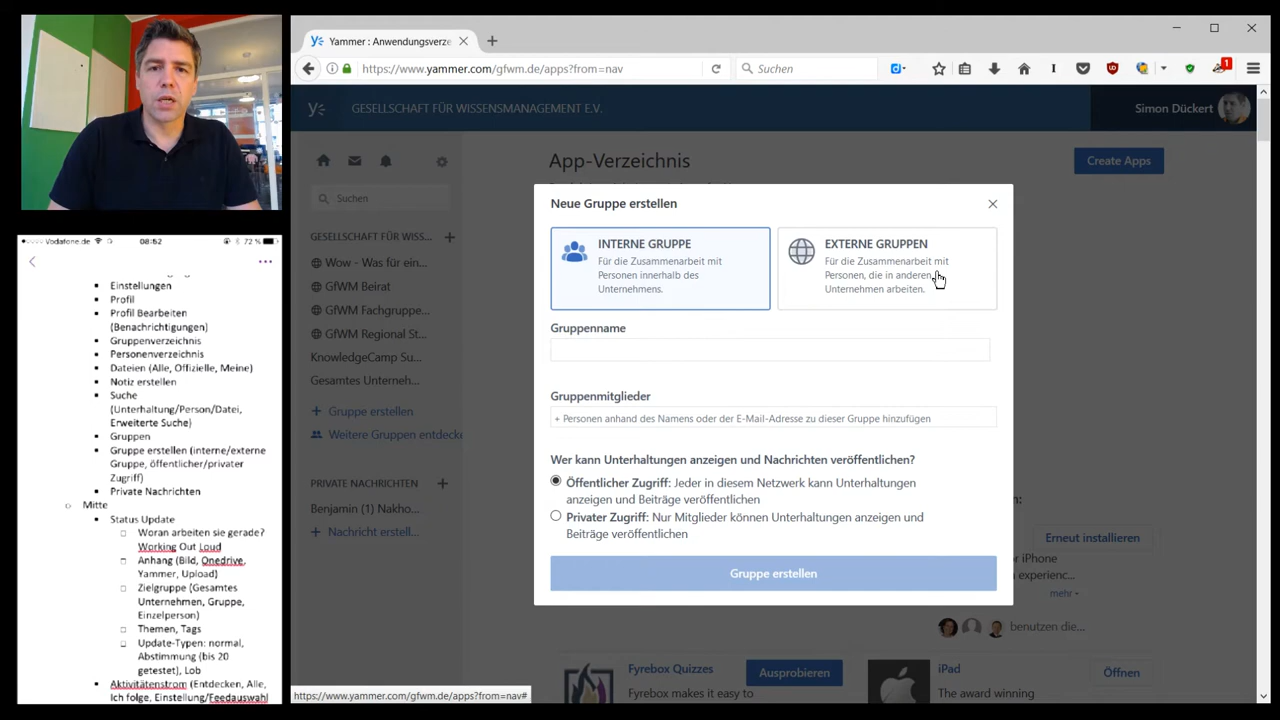 Yammer : Anwendungsverze
https://www.yammer.com/gfwm.de/apps?from=nav
Suchen
1
GESELLSCHAFT FÜR WISSENSMANAGEMENT E.V.
Simon Dückert
App-Verzeichnis
Create Apps
Suchen
GESELLSCHAFT FÜR WISS...
Wow - Was für ein...
GfWM Beirat
GfWM Fachgruppe...
GfWM Regional St...
KnowledgeCamp Su...
Gesamtes Unterneh...
+ Gruppe erstellen
Weitere Gruppen entdecke
PRIVATE NACHRICHTEN
Benjamin (1) Nakho...
+ Nachricht erstell...
Neue Gruppe erstellen
INTERNE GRUPPE
Für die Zusammenarbeit mit
Personen innerhalb des
Unternehmens.
EXTERNE GRUPPEN
Für die Zusammenarbeit mit
Personen, die in anderen
Unternehmen arbeiten.
Gruppenname
Gruppenmitglieder
+ Personen anhand des Namens oder der E-Mail-Adresse zu dieser Gruppe hinzufügen
Wer kann Unterhaltungen anzeigen und Nachrichten veröffentlichen?
Öffentlicher Zugriff: Jeder in diesem Netzwerk kann Unterhaltungen
anzeigen und Beiträge veröffentlichen
Privater Zugriff: Nur Mitglieder können Unterhaltungen anzeigen und
Beiträge veröffentlichen
Gruppe erstellen
Erneut installieren
iPhone
experienc...
mehr
benutzen die...
Fyrebox Quizzes
Fyrebox makes it easy to
Ausprobieren
iPad
The award winning
Öffnen
https://www.yammer.com/gfwm.de/apps?from=nav#
Vodafone.de
08:52
72 %
Einstellungen
Profil
Profil Bearbeiten
(Benachrichtigungen)
Gruppenverzeichnis
Personenverzeichnis
Dateien (Alle, Offizielle, Meine)
Notiz erstellen
Suche
(Unterhaltung/Person/Datei,
Erweiterte Suche)
Gruppen
Gruppe erstellen (interne/externe
Gruppe, öffentlicher/privater
Zugriff)
Private Nachrichten
Mitte
Status Update
Woran arbeiten sie gerade?
Working Out Loud
Anhang (Bild, Onedrive,
Yammer, Upload)
Zielgruppe (Gesamtes
Unternehmen, Gruppe,
Einzelperson)
Themen, Tags
Update-Typen: normal,
Abstimmung (bis 20
getestet), Lob
Aktivitätenstrom (Entdecken, Alle,
Ich folge, Einstellung/Feedauswahl